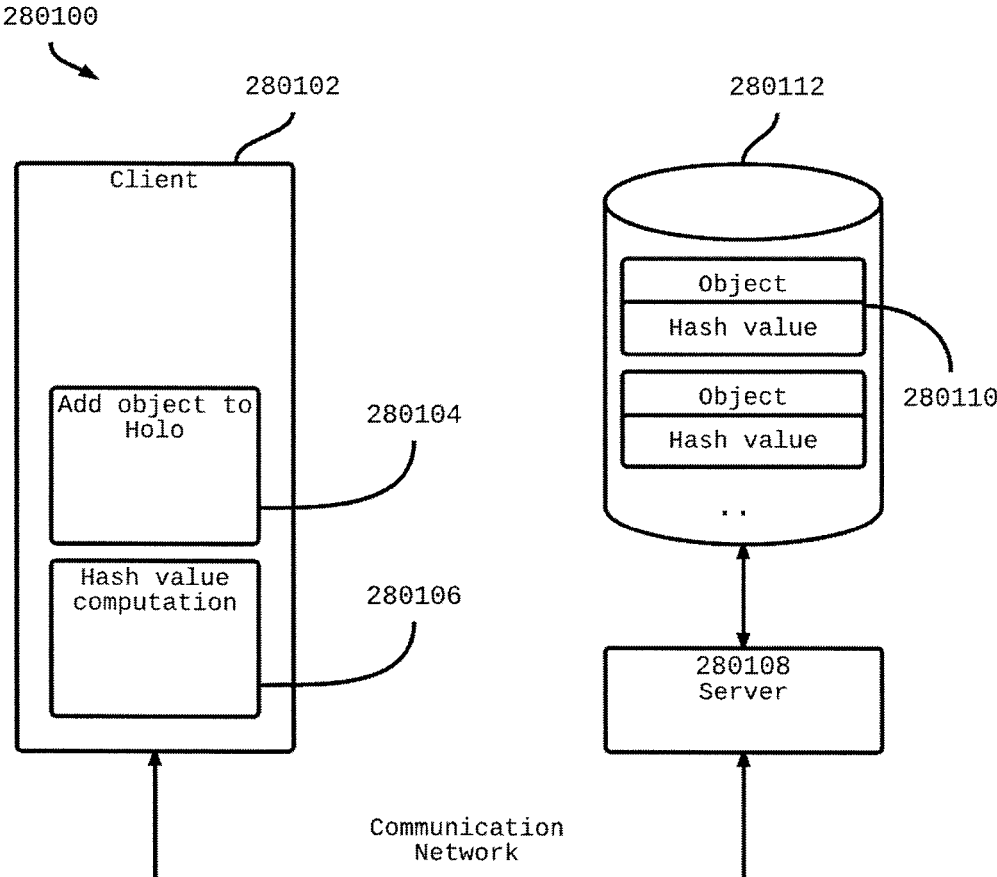 280100
280102
280112
Client
Object
Hash value
280110
Object
Hash value
Add object to
Holo
280104
..
Hash value
computation
280106
280108
Server
Communication
Network